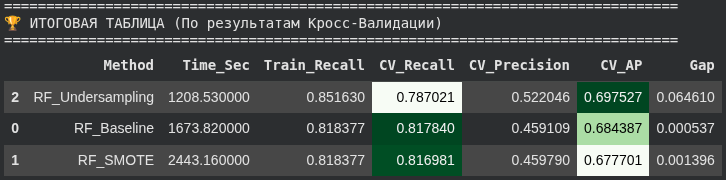 ================================================================================
🏆 ИТОГОВАЯ ТАБЛИЦА (По результатам Кросс-Валидации)
================================================================================
Method Time_Sec Train_Recall CV_Recall CV_Precision CV_AP Gap
2 RF_Undersampling 1208.530000 0.851630 0.787021 0.522046 0.697527 0.064610
0 RF_Baseline 1673.820000 0.818377 0.817840 0.459109 0.684387 0.000537
1 RF_SMOTE 2443.160000 0.818377 0.816981 0.459790 0.677701 0.001396